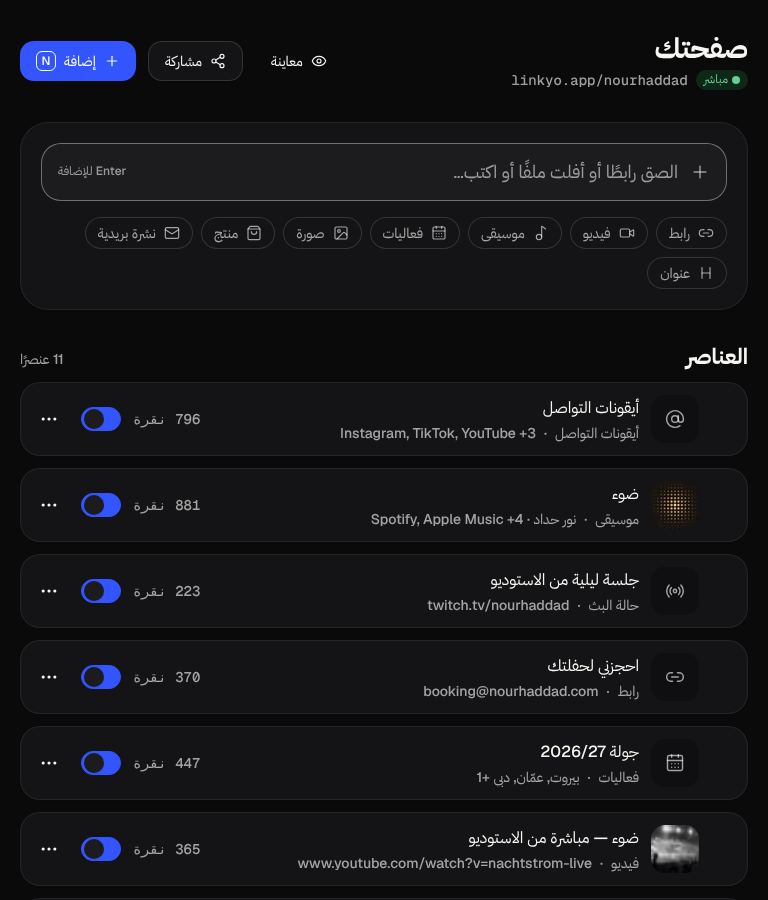 صفحتك
مباشر linkyo.app/nourhaddad
معاينة
مشاركة
إضافة N
الصق رابطًا أو أفلت ملفًا أو اكتب...
Enter للإضافة
رابط
فيديو
موسيقى
فعاليات
صورة
منتج
نشرة بريدية
عنوان
العناصر
11 عنصرًا
أيقونات التواصل
أيقونات التواصل · Instagram, TikTok, YouTube +3
796 نقرة
ضوء
موسيقى · نور حداد · Spotify, Apple Music +4
881 نقرة
جلسة ليلية من الاستوديو
حالة البث · twitch.tv/nourhaddad
223 نقرة
احجزني لحفلتك
رابط · booking@nourhaddad.com
370 نقرة
جولة 2026/27
فعاليات · بيروت, عمّان, دبي +1
447 نقرة
ضوء — مباشرة من الاستوديو
فيديو · www.youtube.com/watch?v=nachtstrom-live
365 نقرة